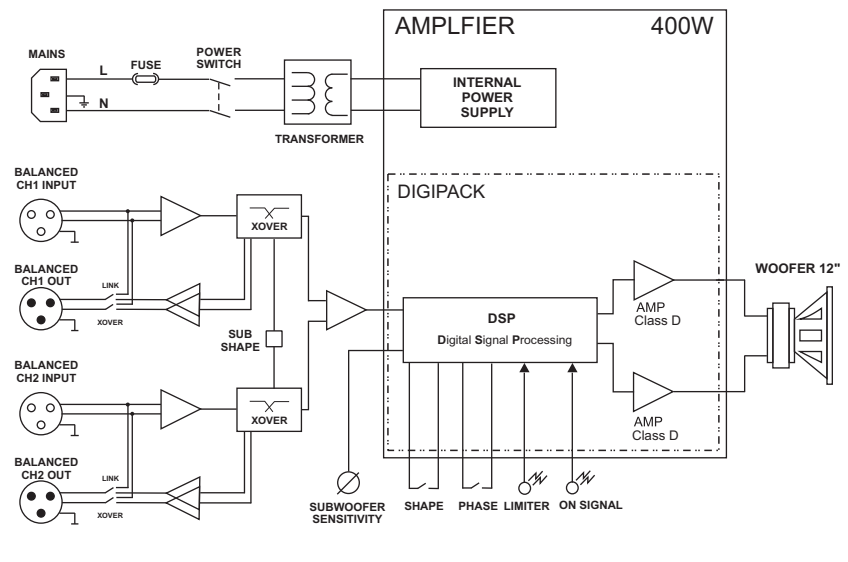 AMPLFIER 400W
MAINS
L
FUSE
POWER
SWITCH
N
TRANSFORMER
INTERNAL
POWER
SUPPLY
BALANCED
CH1 INPUT
XOVER
DIGIPACK
BALANCED
CH1 OUT
LINK
XOVER
SUB
SHAPE
DSP
Digital Signal Processing
AMP
Class D
WOOFER 12"
BALANCED
CH2 INPUT
XOVER
AMP
Class D
BALANCED
CH2 OUT
LINK
XOVER
SUBWOOFER
SENSITIVITY
SHAPE
PHASE
LIMITER
ON SIGNAL